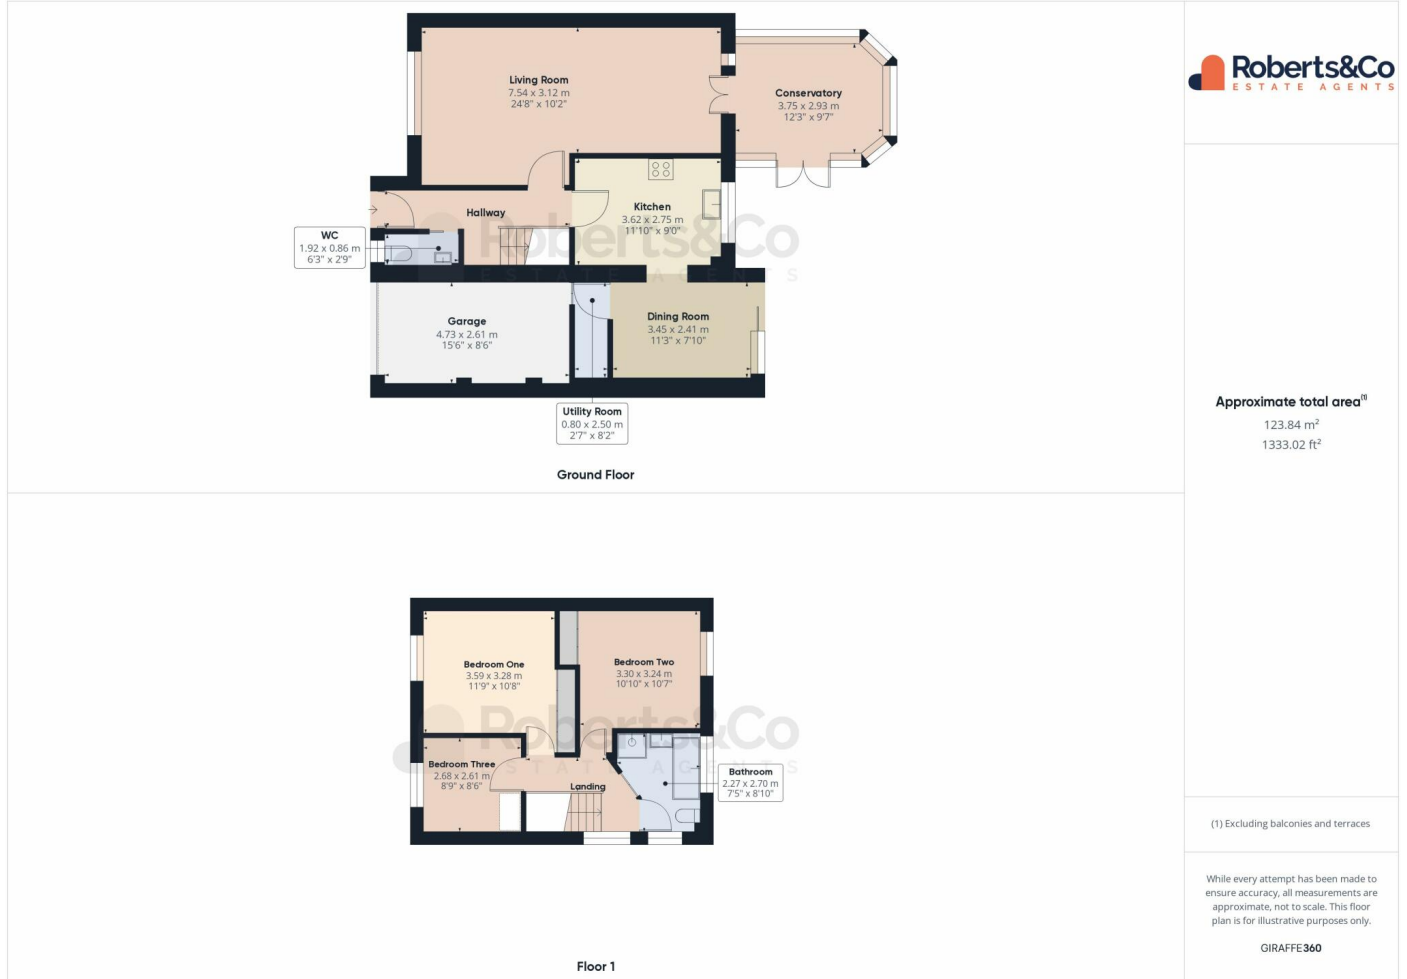 Living Room
7.54 x 3.12 m
24'8" x 10'2"
Conservatory
3.75 x 2.93 m
12'3" x 9'7"
Hallway
Kitchen
3.62 x 2.75 m
11'10" x 9'0"
WC
1.92 x 0.86 m
6'3" x 2'9"
Roberts&Co
ESTATE AGENTS
Garage
4.73 x 2.61 m
15'6" x 8'6"
Dining Room
3.45 x 2.41 m
11'3" x 7'10"
Utility Room
0.80 x 2.50 m
2'7" x 8'2"
Ground Floor
Bedroom One
3.59 x 3.28 m
11'9" x 10'8"
Bedroom Two
3.30 x 3.24 m
10'10" x 10'7"
Roberts&Co
ESTATE AGENTS
Bedroom Three
2.68 x 2.61 m
8'9" x 8'6"
Landing
Bathroom
2.27 x 2.70 m
7'5" x 8'10"
Floor 1
Roberts&Co
ESTATE AGENTS
Approximate total area(1)
123.84 m²
1333.02 ft²
(1) Excluding balconies and terraces
While every attempt has been made to
ensure accuracy, all measurements are
approximate, not to scale. This floor
plan is for illustrative purposes only.
GIRAFFE360